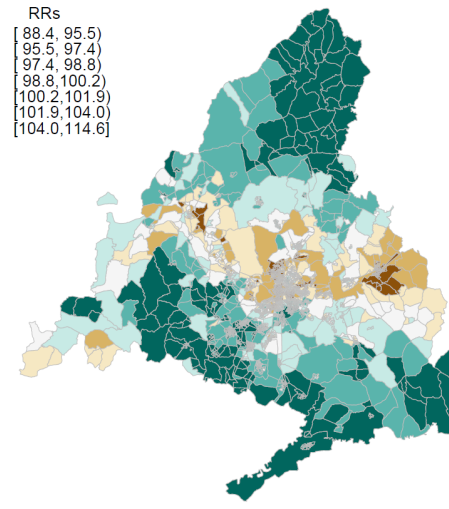 RRs
[ 88.4, 95.5)
[ 95.5, 97.4)
[ 97.4, 98.8)
[ 98.8,100.2)
[100.2,101.9)
[101.9,104.0)
[104.0,114.6]